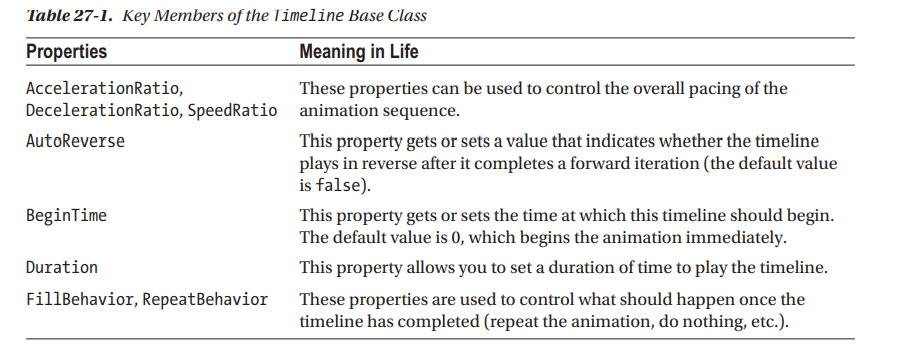 Table 27-1. Key Members of the Timeline Base Class
Properties Meaning in Life
AccelerationRatio, These properties can be used to control the overall pacing of the
DecelerationRatio, SpeedRatio animation sequence.
AutoReverse This property gets or sets a value that indicates whether the timeline
plays in reverse after it completes a forward iteration (the default value
is false).
BeginTime This property gets or sets the time at which this timeline should begin.
The default value is 0, which begins the animation immediately.
Duration This property allows you to set a duration of time to play the timeline.
FillBehavior, RepeatBehavior These properties are used to control what should happen once the
timeline has completed (repeat the animation, do nothing, etc.).